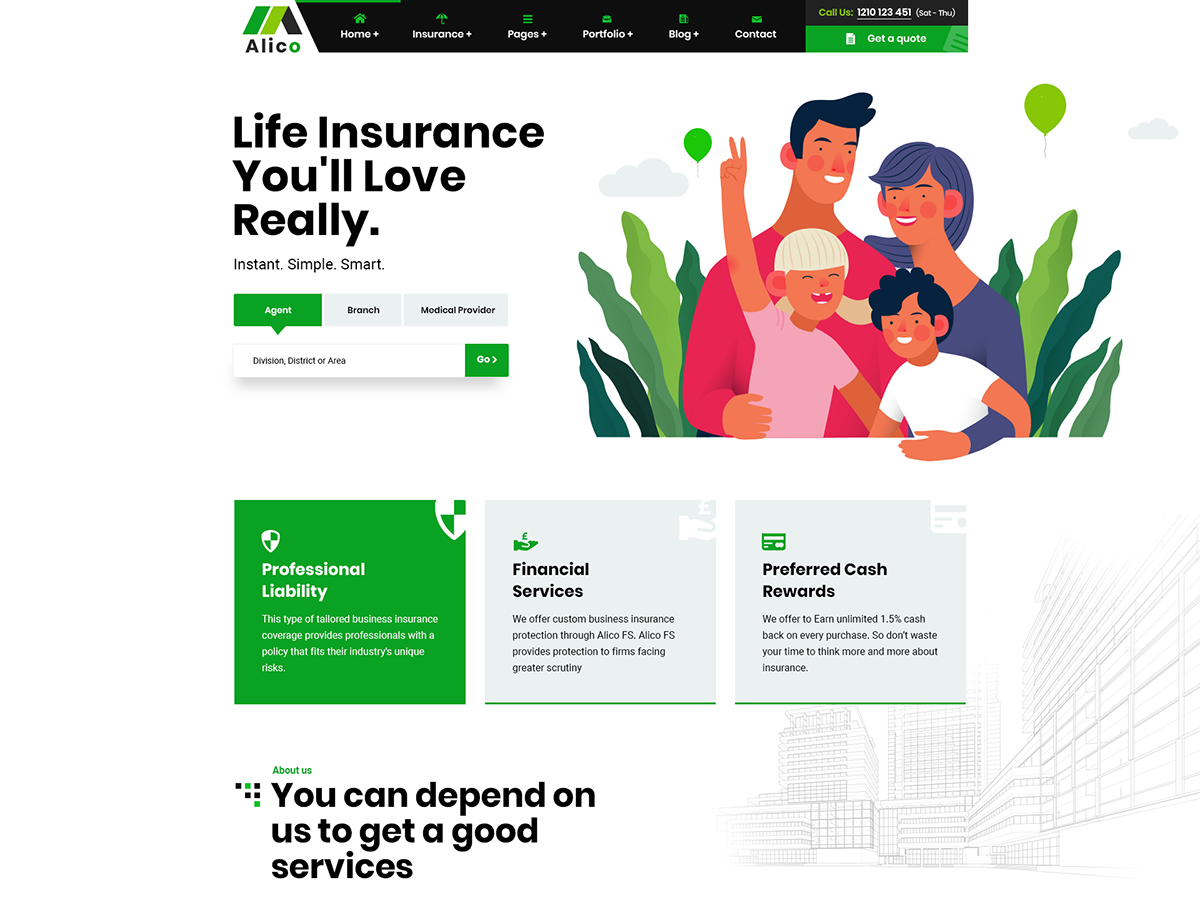 Alico
Home +
Insurance +
Pages +
Portfolio +
Blog +
Contact
Call Us: 1210 123 451 (Sat - Thu)
Get a quote
Life Insurance
You'll Love
Really.
Instant. Simple. Smart.
Agent
Branch
Medical Provider
Division, District or Area
Go >
Professional
Liability
This type of tailored business insurance
coverage provides professionals with a
policy that fits their industry's unique
risks.
£
£
Financial
Services
We offer custom business insurance
protection through Alico FS. Alico FS
provides protection to firms facing
greater scrutiny
Preferred Cash
Rewards
We offer to Earn unlimited 1.5% cash
back on every purchase. So don't waste
your time to think more and more about
insurance.
About us
You can depend on
us to get a good
services